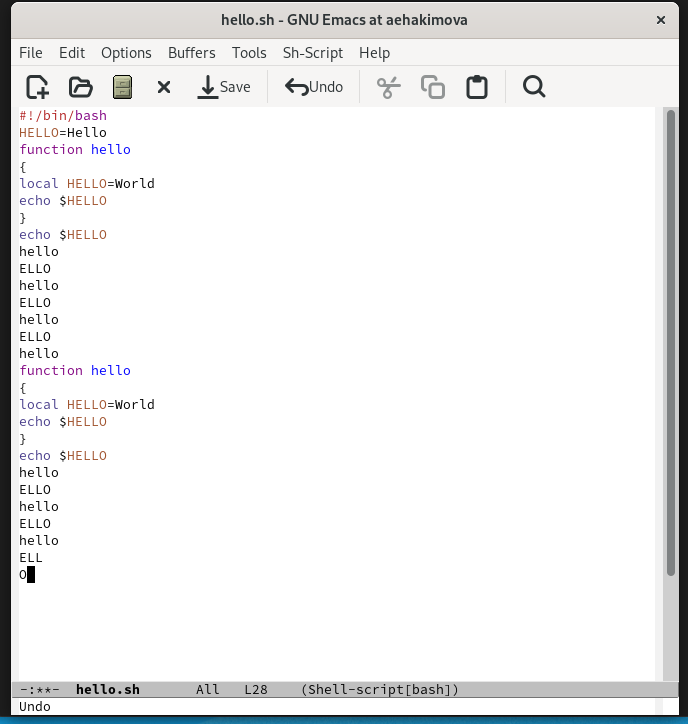 hello.sh - GNU Emacs at aehakimova ×
File Edit Options Buffers Tools Sh-Script Help
Save Undo
#!/bin/bash
HELLO=Hello
function hello
{
local HELLO=World
echo $HELLO
}
echo $HELLO
hello
ELLO
hello
ELLO
hello
ELLO
hello
function hello
{
local HELLO=World
echo $HELLO
}
echo $HELLO
hello
ELLO
hello
ELLO
hello
ELL
O
-:**- hello.sh All L28 (Shell-script[bash])
Undo